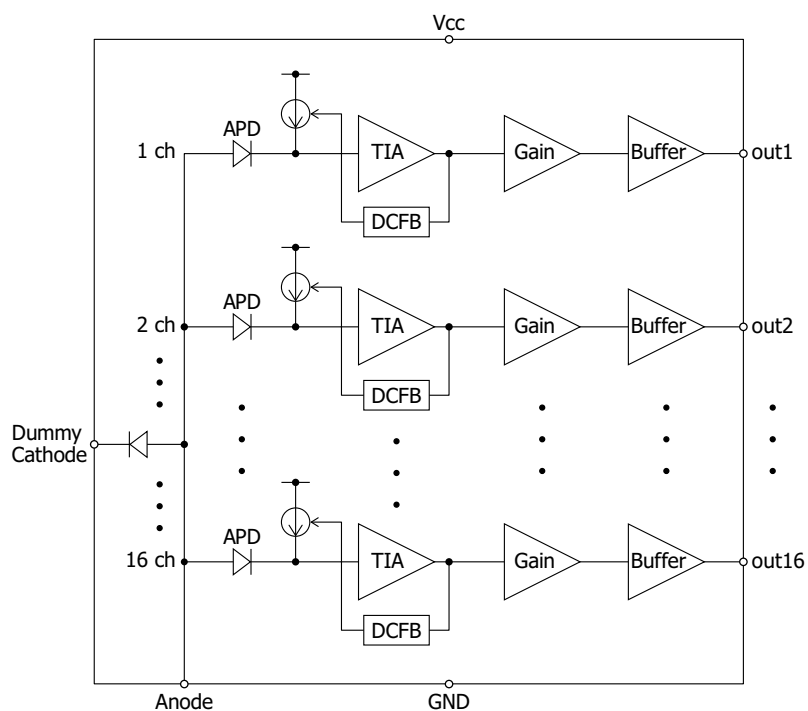 Vcc
APD
1 ch
TIA
Gain
Buffer
out1
DCFB
APD
2 ch
TIA
Gain
Buffer
out2
DCFB
Dummy
Cathode
APD
16 ch
TIA
Gain
Buffer
out16
DCFB
Anode
GND